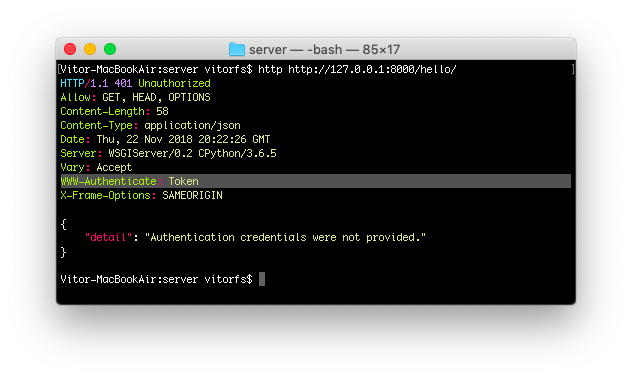 server — -bash — 85×17
[Vitor-MacBookAir:server vitorfs$ http http://127.0.0.1:8000/hello/ ]
HTTP/1.1 401 Unauthorized
Allow: GET, HEAD, OPTIONS
Content-Length: 58
Content-Type: application/json
Date: Thu, 22 Nov 2018 20:22:26 GMT
Server: WSGIServer/0.2 CPython/3.6.5
Vary: Accept
WWW-Authenticate: Token
X-Frame-Options: SAMEORIGIN
{
"detail": "Authentication credentials were not provided."
}
Vitor-MacBookAir:server vitorfs$